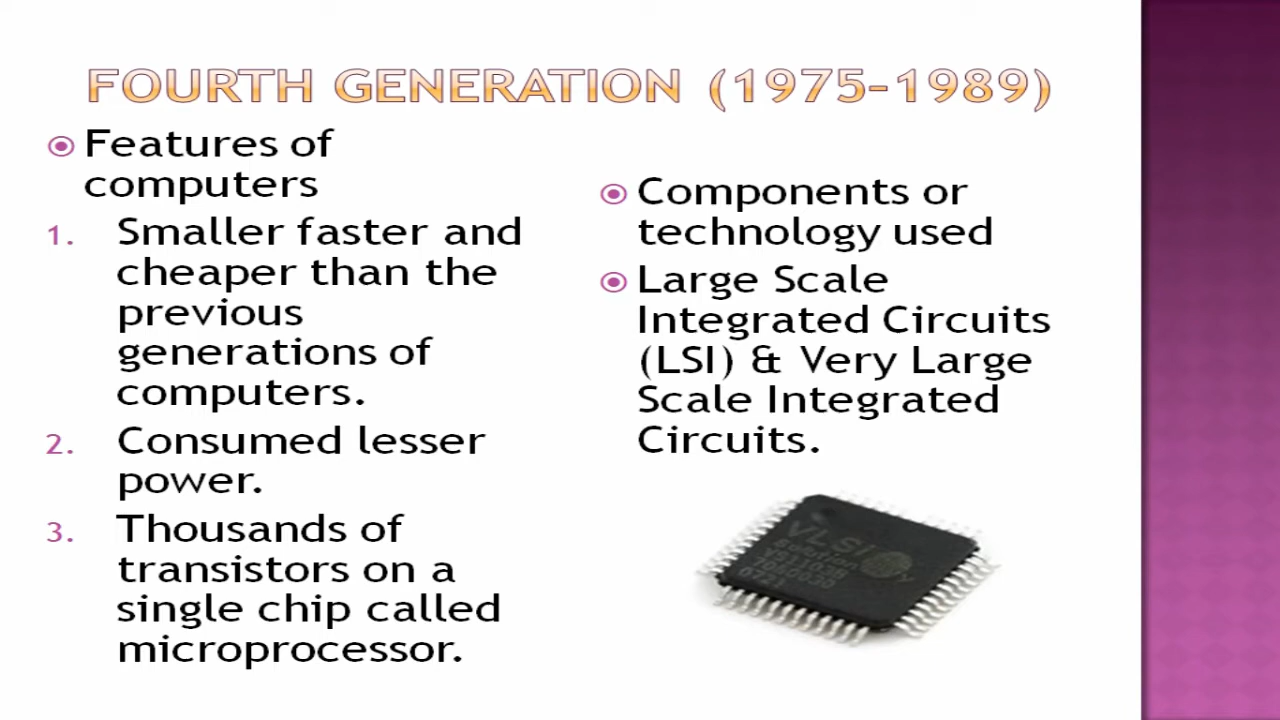 FOURTH GENERATION (1975-1989)
Features of
computers
1. Smaller faster and
cheaper than the
previous
generations of
computers.
2. Consumed lesser
power.
3. Thousands of
transistors on a
single chip called
microprocessor.
Components or
technology used
Large Scale
Integrated Circuits
(LSI) & Very Large
Scale Integrated
Circuits.
VLSI
Solution